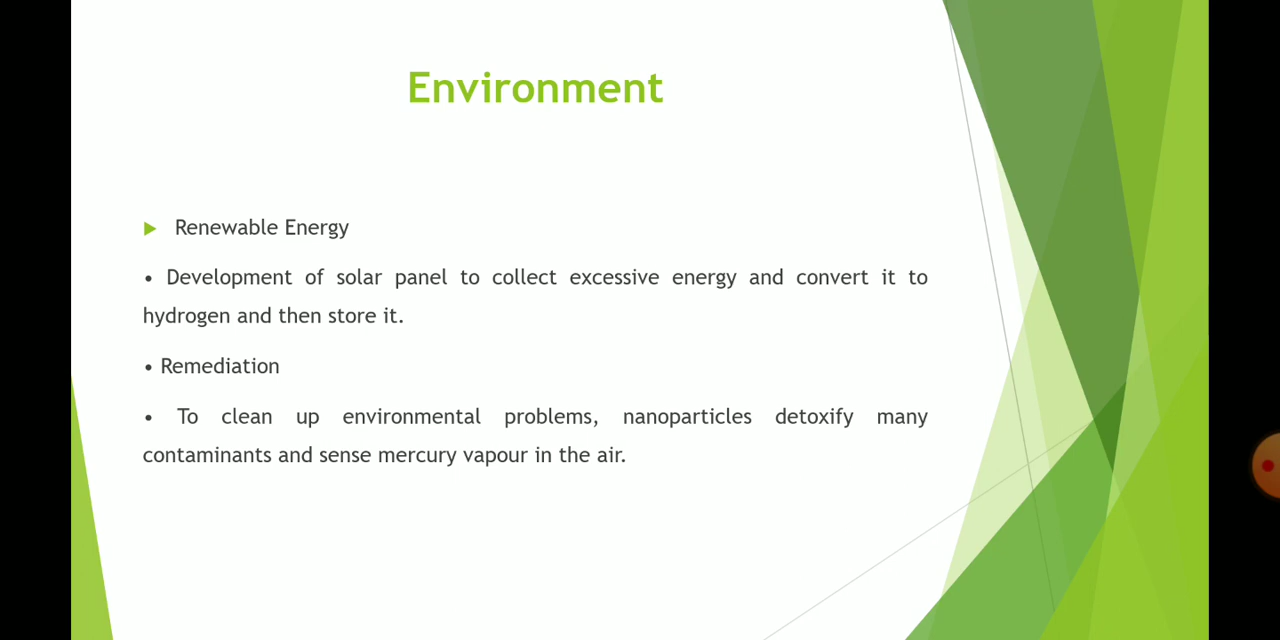 Environment
Renewable Energy
• Development of solar panel to collect excessive energy and convert it to
hydrogen and then store it.
• Remediation
• To clean up environmental problems, nanoparticles detoxify many
contaminants and sense mercury vapour in the air.